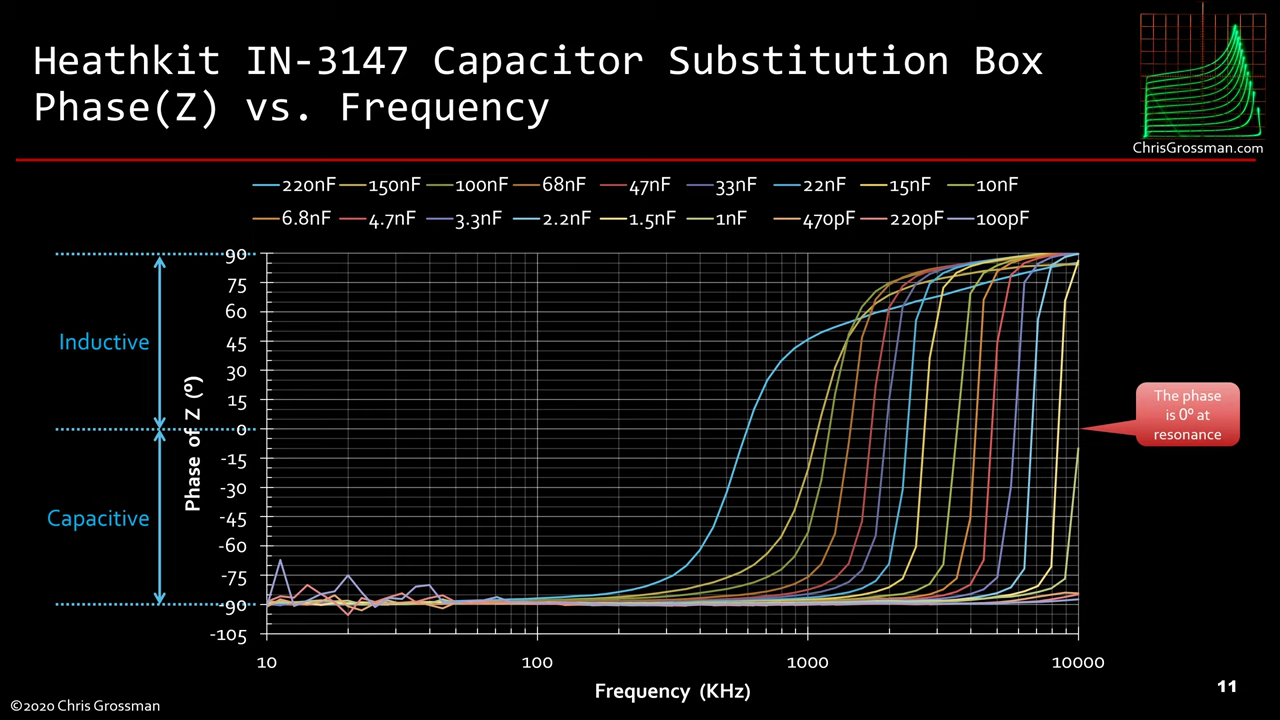 Heathkit IN-3147 Capacitor Substitution Box
Phase(Z) vs. Frequency
ChrisGrossman.com
220nF 150nF 100nF 68nF 47nF 33nF 22nF 15nF 10nF
6.8nF 4.7nF 3.3nF 2.2nF 1.5nF 1nF 470pF 220pF 100pF
90
75
60
45
30
15
0
-15
-30
-45
-60
-75
-90
-105
Inductive
Capacitive
Phase of Z (º)
The phase
is 0º at
resonance
10 100 1000 10000
Frequency (KHz)
11
©2020 Chris Grossman